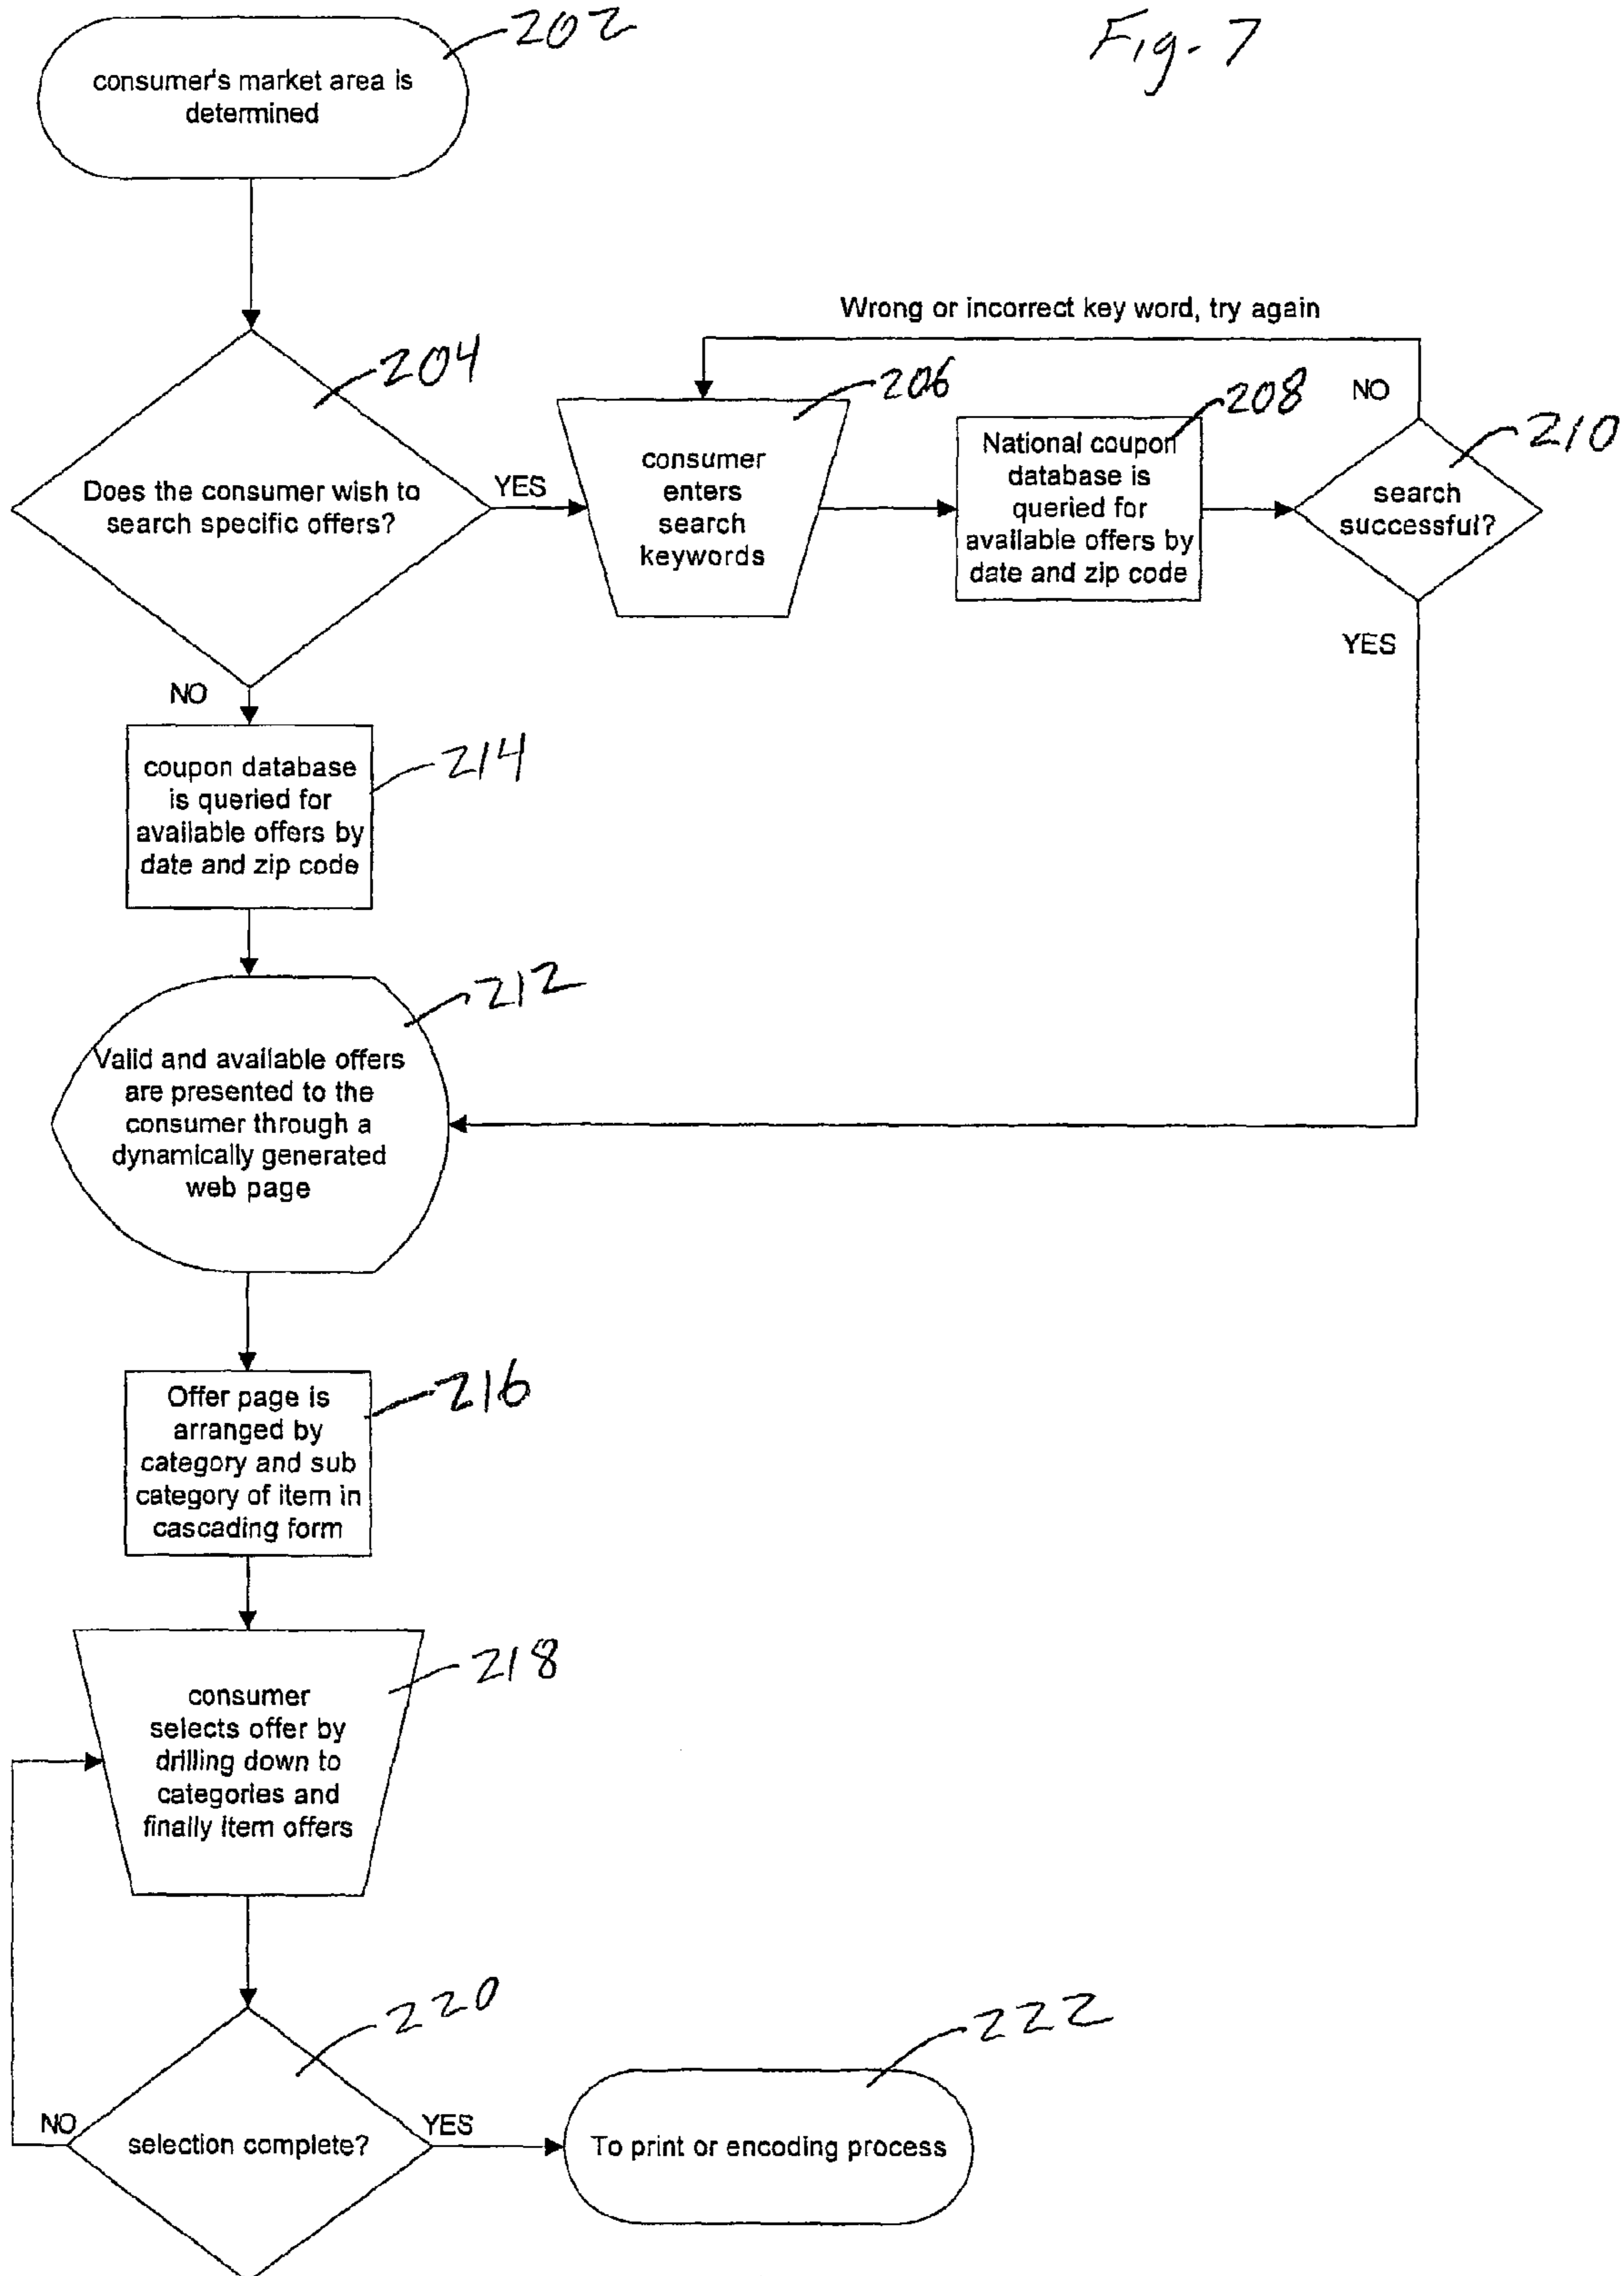 Fig. 7
202
consumer's market area is
determined
204
Does the consumer wish to
search specific offers?
YES
NO
Wrong or incorrect key word, try again
206
consumer
enters
search
keywords
208
National coupon
database is
queried for
available offers by
date and zip code
NO
210
search
successful?
YES
214
coupon database
is queried for
available offers by
date and zip code
212
Valid and available offers
are presented to the
consumer through a
dynamically generated
web page
216
Offer page is
arranged by
category and sub
category of item in
cascading form
218
consumer
selects offer by
drilling down to
categories and
finally item offers
220
NO
selection complete?
YES
222
To print or encoding process